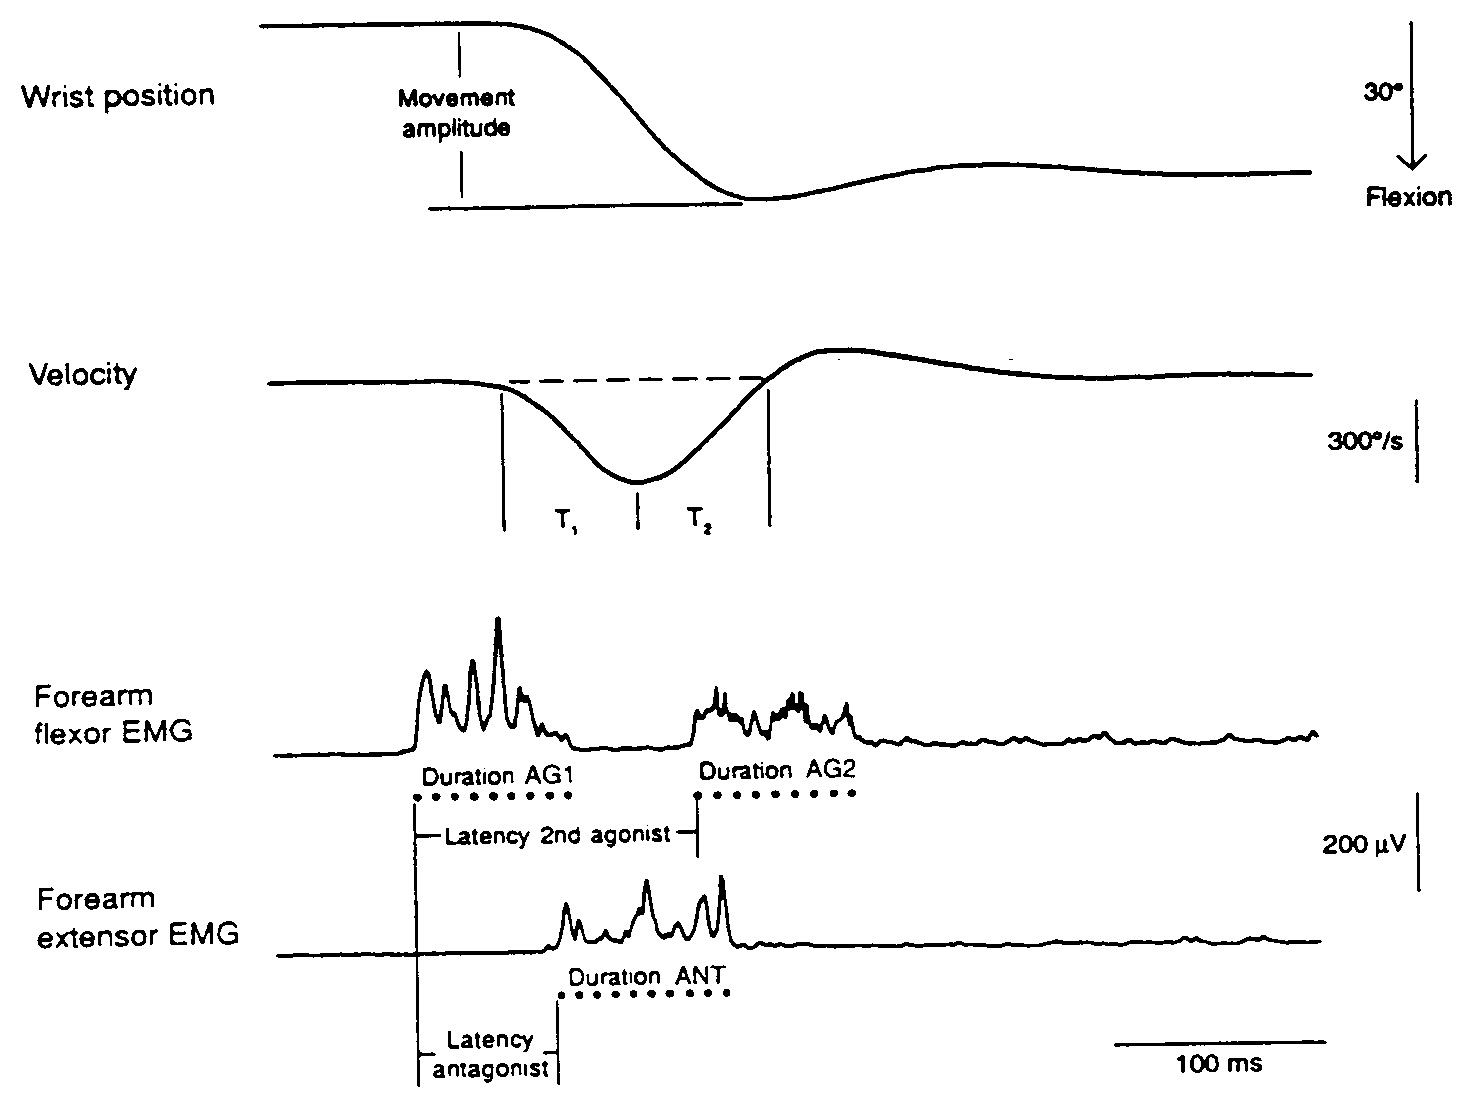 Wrist position
Movement
amplitude
30°
Flexion
Velocity
300°/s
T₁
T₂
Forearm
flexor EMG
Duration AG1
Duration AG2
Latency 2nd agonist
200 µV
Forearm
extensor EMG
Duration ANT
Latency
antagonist
100 ms